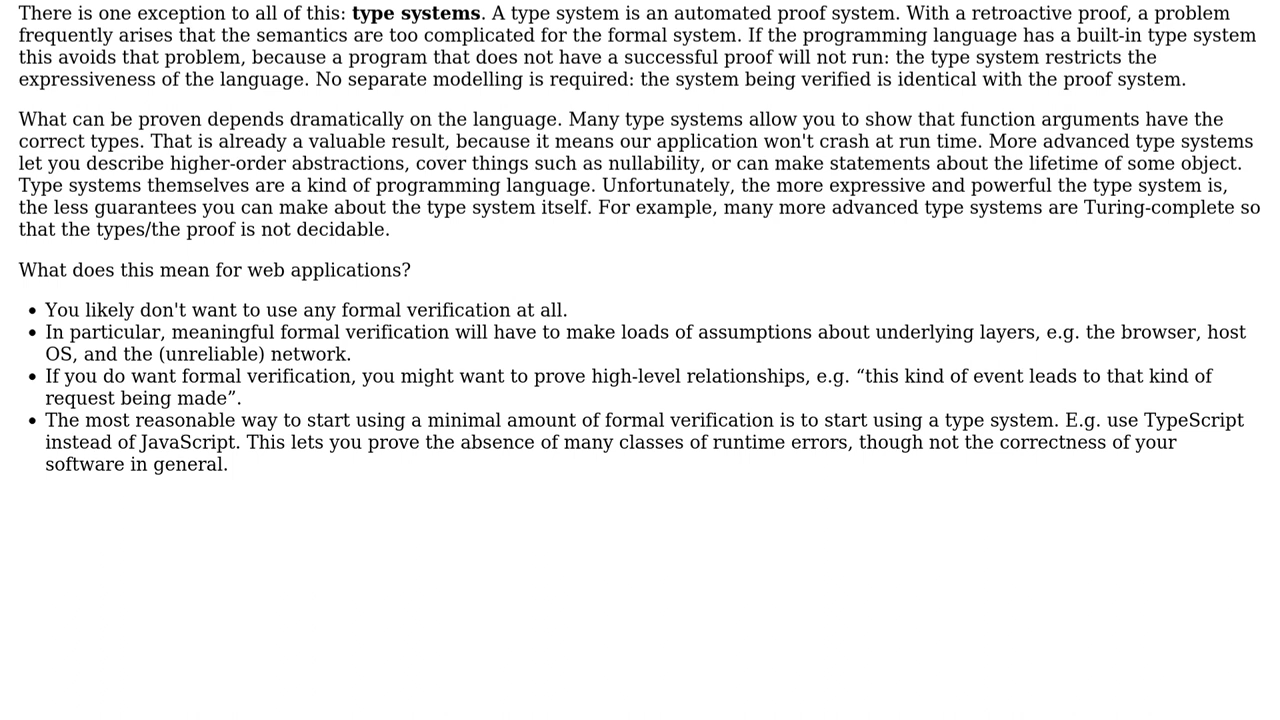 There is one exception to all of this: type systems. A type system is an automated proof system. With a retroactive proof, a problem
frequently arises that the semantics are too complicated for the formal system. If the programming language has a built-in type system
this avoids that problem, because a program that does not have a successful proof will not run: the type system restricts the
expressiveness of the language. No separate modelling is required: the system being verified is identical with the proof system.
What can be proven depends dramatically on the language. Many type systems allow you to show that function arguments have the
correct types. That is already a valuable result, because it means our application won't crash at run time. More advanced type systems
let you describe higher-order abstractions, cover things such as nullability, or can make statements about the lifetime of some object.
Type systems themselves are a kind of programming language. Unfortunately, the more expressive and powerful the type system is,
the less guarantees you can make about the type system itself. For example, many more advanced type systems are Turing-complete so
that the types/the proof is not decidable.
What does this mean for web applications?
• You likely don't want to use any formal verification at all.
• In particular, meaningful formal verification will have to make loads of assumptions about underlying layers, e.g. the browser, host
OS, and the (unreliable) network.
• If you do want formal verification, you might want to prove high-level relationships, e.g. “this kind of event leads to that kind of
request being made”.
• The most reasonable way to start using a minimal amount of formal verification is to start using a type system. E.g. use TypeScript
instead of JavaScript. This lets you prove the absence of many classes of runtime errors, though not the correctness of your
software in general.